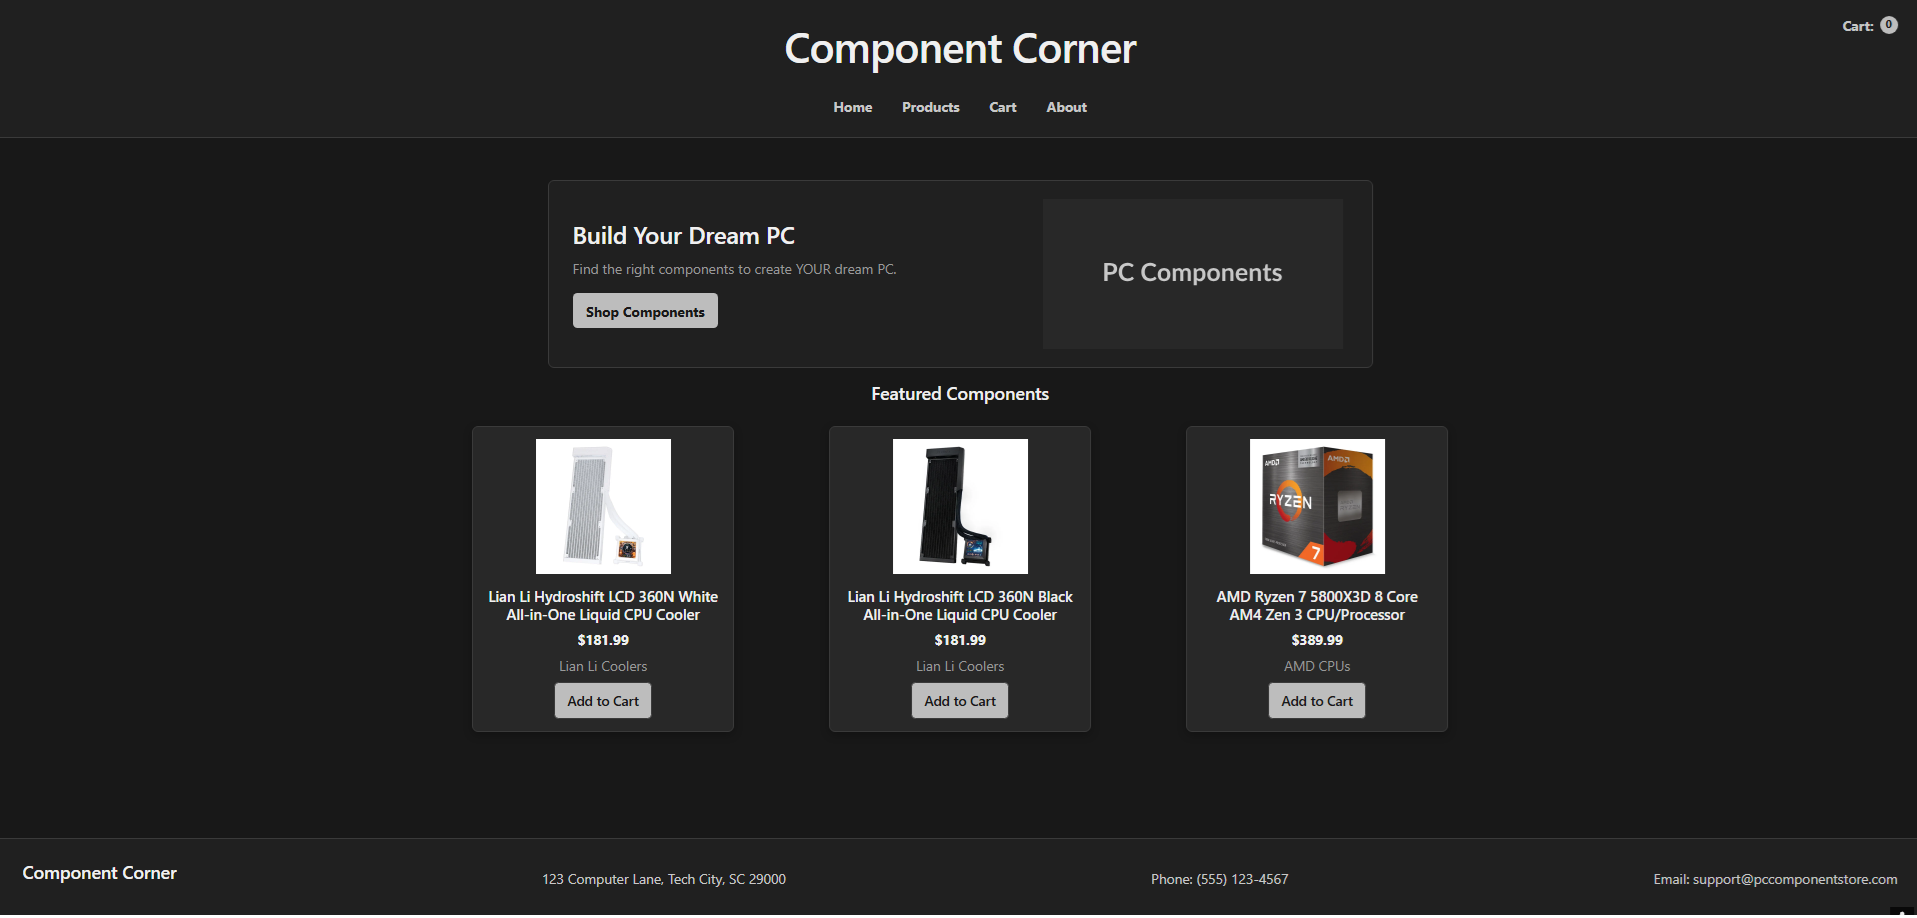 Cart: 0
Component Corner
Home Products Cart About
Build Your Dream PC
Find the right components to create YOUR dream PC.
Shop Components
PC Components
Featured Components
Lian Li Hydroshift LCD 360N White
All-in-One Liquid CPU Cooler
$181.99
Lian Li Coolers
Add to Cart
Lian Li Hydroshift LCD 360N Black
All-in-One Liquid CPU Cooler
$181.99
Lian Li Coolers
Add to Cart
AMD
AMD
RYZEN
7
AMD Ryzen 7 5800X3D 8 Core
AM4 Zen 3 CPU/Processor
$389.99
AMD CPUs
Add to Cart
Component Corner
123 Computer Lane, Tech City, SC 29000
Phone: (555) 123-4567
Email: support@pccomponentstore.com